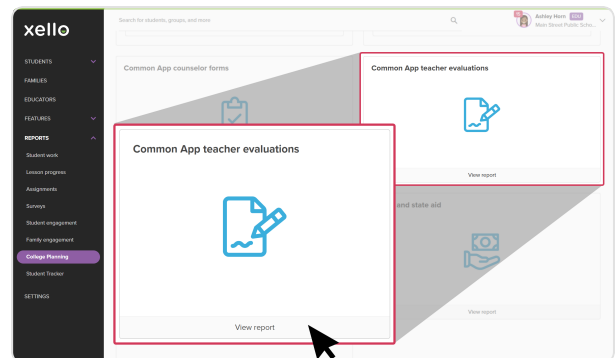 xello
Search for students, groups, and more
Ashley Horn EDU
Main Street Public Scho...
STUDENTS
FAMILIES
EDUCATORS
FEATURES
REPORTS
Student work
Lesson progress
Assignments
Surveys
Student engagement
Family engagement
College Planning
Student Tracker
SETTINGS
Common App counselor forms
Common App teacher evaluations
View report
Common App teacher evaluations
View report
and state aid
View report